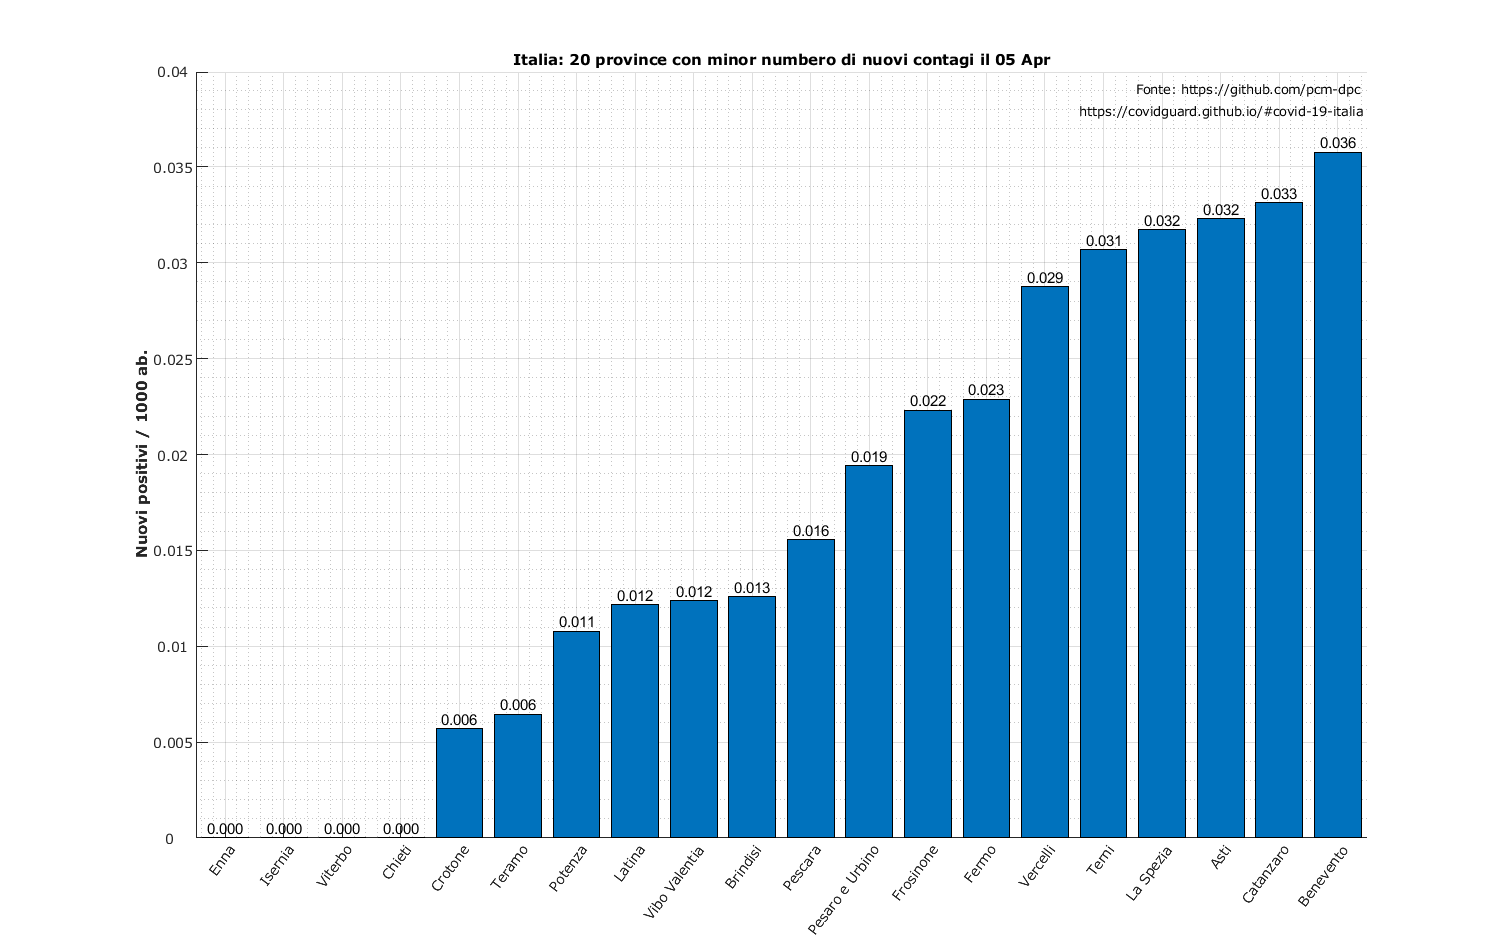 Italia: 20 province con minor numbero di nuovi contagi il 05 Apr
Fonte: https://github.com/pcm-dpc
https://covidguard.github.io/#covid-19-italia
Nuovi positivi / 1000 ab.
0.04
0.035
0.03
0.025
0.02
0.015
0.01
0.005
0
0.000 0.000 0.000 0.000 0.006 0.006 0.011 0.012 0.012 0.013 0.016 0.019 0.022 0.023 0.029 0.031 0.032 0.032 0.033 0.036
Enna Isernia Viterbo Chieti Crotone Teramo Potenza Latina Vibo Valentia Brindisi Pescara Pesaro e Urbino Frosinone Fermo Vercelli Terni La Spezia Asti Catanzaro Benevento